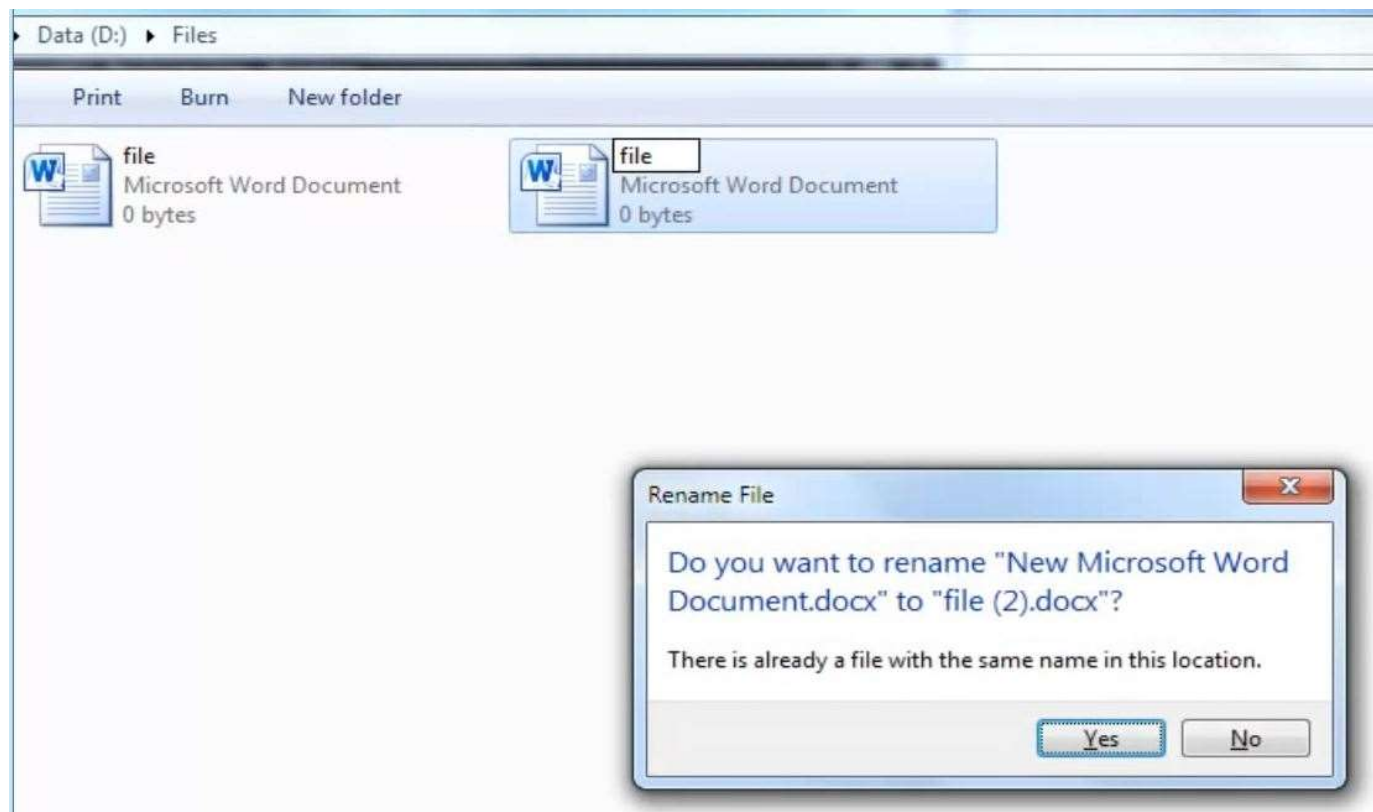 Data (D:) Files
Print Burn New folder
file
Microsoft Word Document
0 bytes
file
Microsoft Word Document
0 bytes
Rename File
Do you want to rename "New Microsoft Word
Document.docx" to "file (2).docx"?
There is already a file with the same name in this location.
Yes No